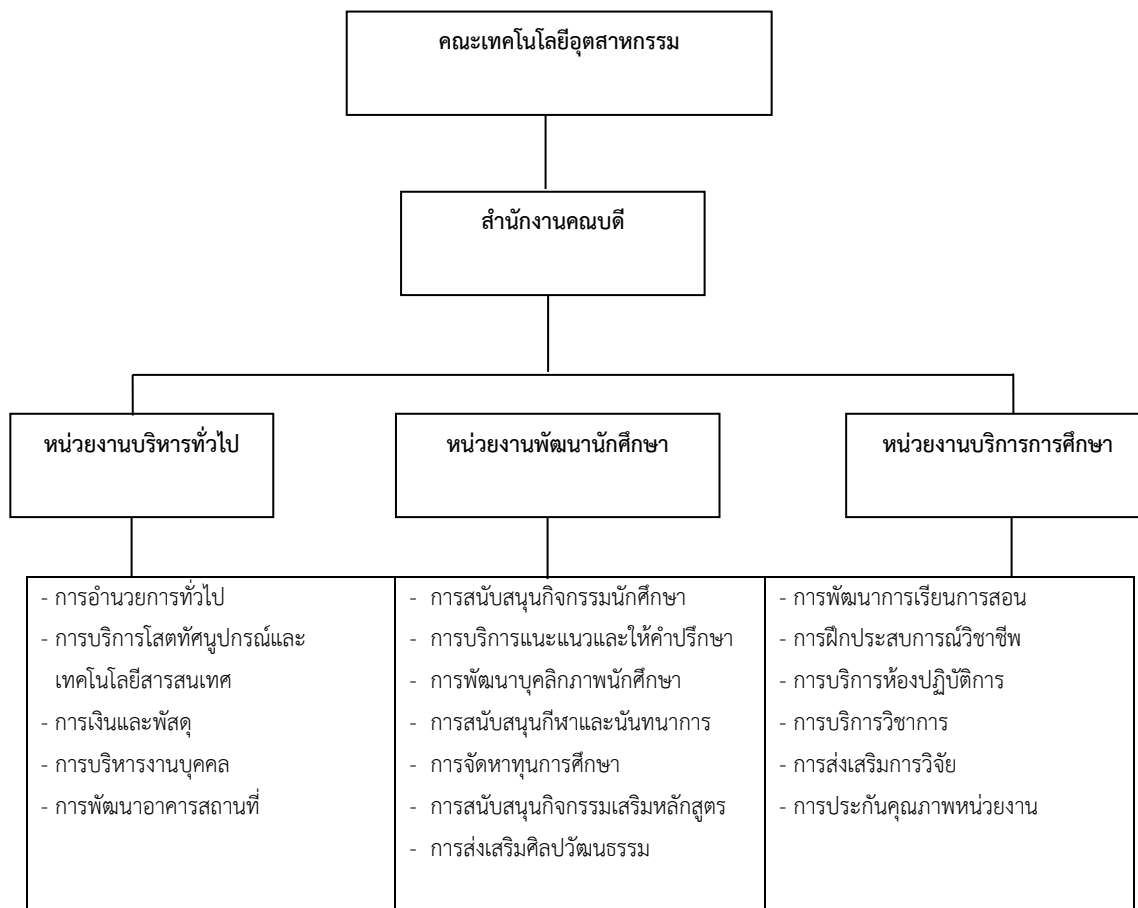 คณะเทคโนโลยีอุตสาหกรรม
สำนักงานคณบดี
หน่วยงานบริหารทั่วไป
หน่วยงานพัฒนานักศึกษา
หน่วยงานบริการการศึกษา
- การอำนวยการทั่วไป
- การบริการโสตทัศนูปกรณ์และ
เทคโนโลยีสารสนเทศ
- การเงินและพัสดุ
- การบริหารงานบุคคล
- การพัฒนาอาคารสถานที่
- การสนับสนุนกิจกรรมนักศึกษา
- การบริการแนะแนวและให้คำปรึกษา
- การพัฒนาบุคลิกภาพนักศึกษา
- การสนับสนุนกีฬาและนันทนาการ
- การจัดหาทุนการศึกษา
- การสนับสนุนกิจกรรมเสริมหลักสูตร
- การส่งเสริมศิลปวัฒนธรรม
- การพัฒนาการเรียนการสอน
- การฝึกประสบการณ์วิชาชีพ
- การบริการห้องปฏิบัติการ
- การบริการวิชาการ
- การส่งเสริมการวิจัย
- การประกันคุณภาพหน่วยงาน